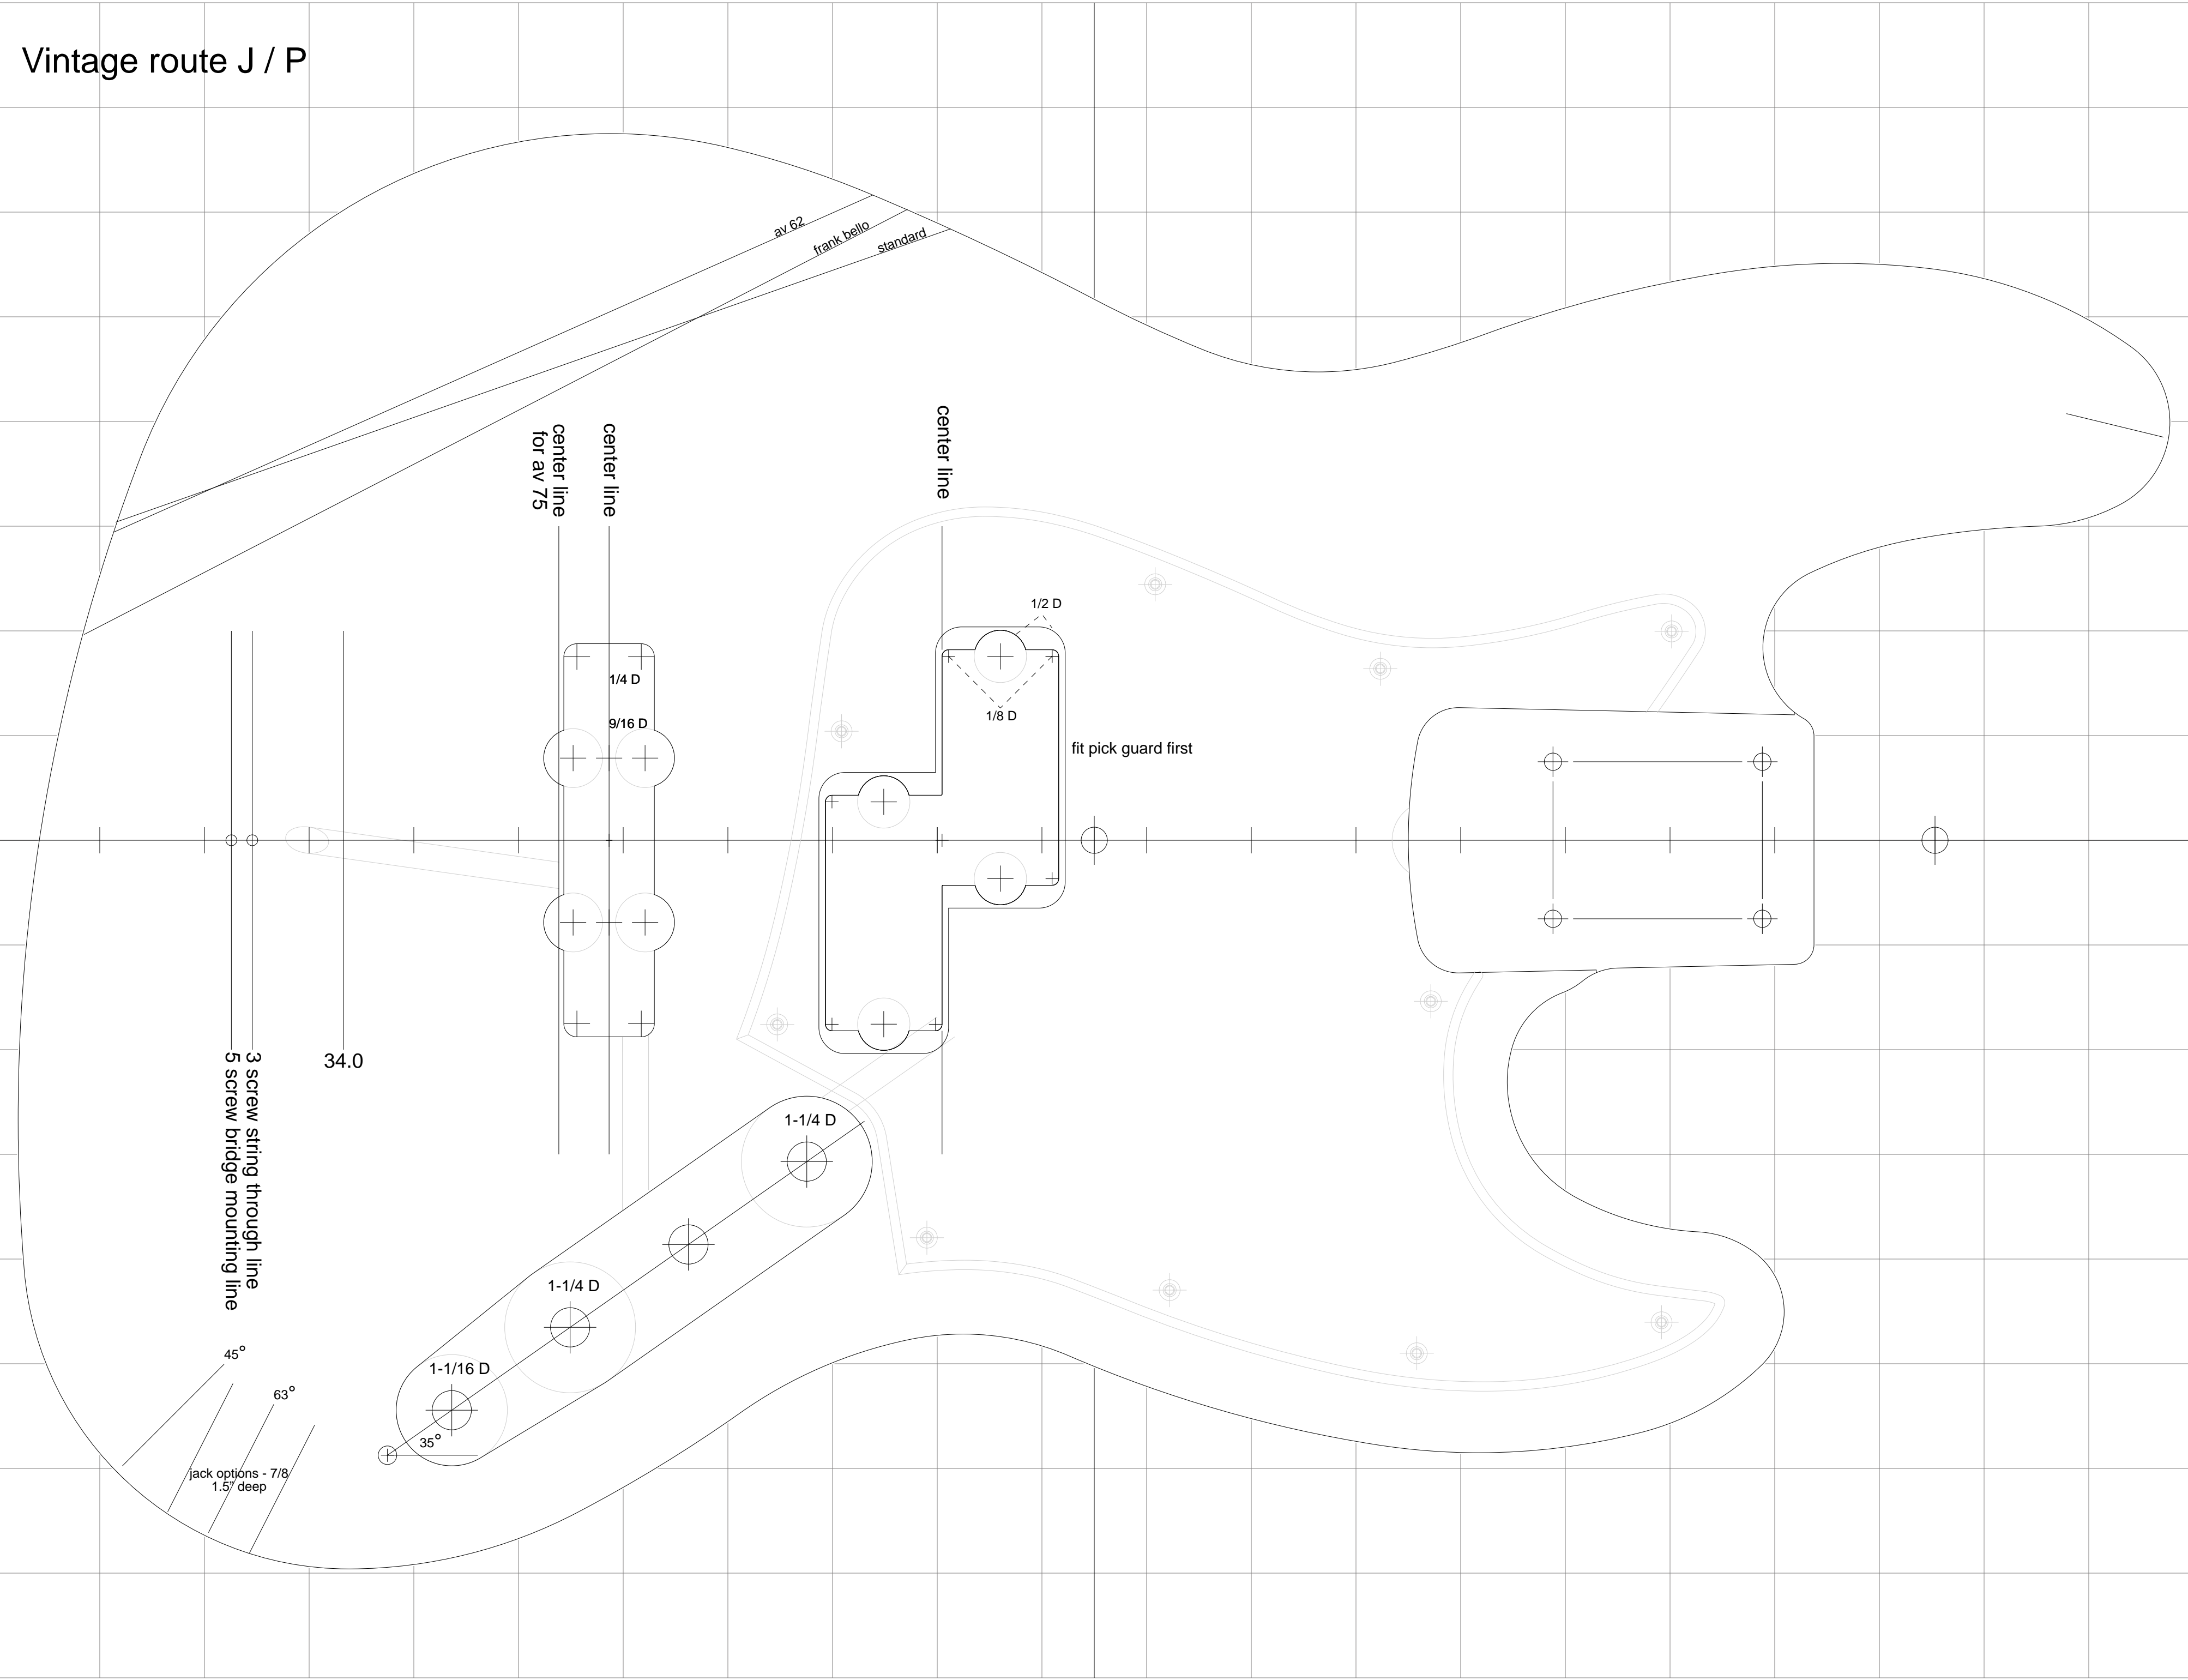 Vintage route J / P
av 62
frank bello
standard
center line
for av 75
center line
center line
1/2 D
1/4 D
1/8 D
9/16 D
fit pick guard first
34.0
3 screw string through line
5 screw bridge mounting line
1-1/4 D
1-1/4 D
1-1/16 D
45°
63°
35°
jack options - 7/8
1.5" deep